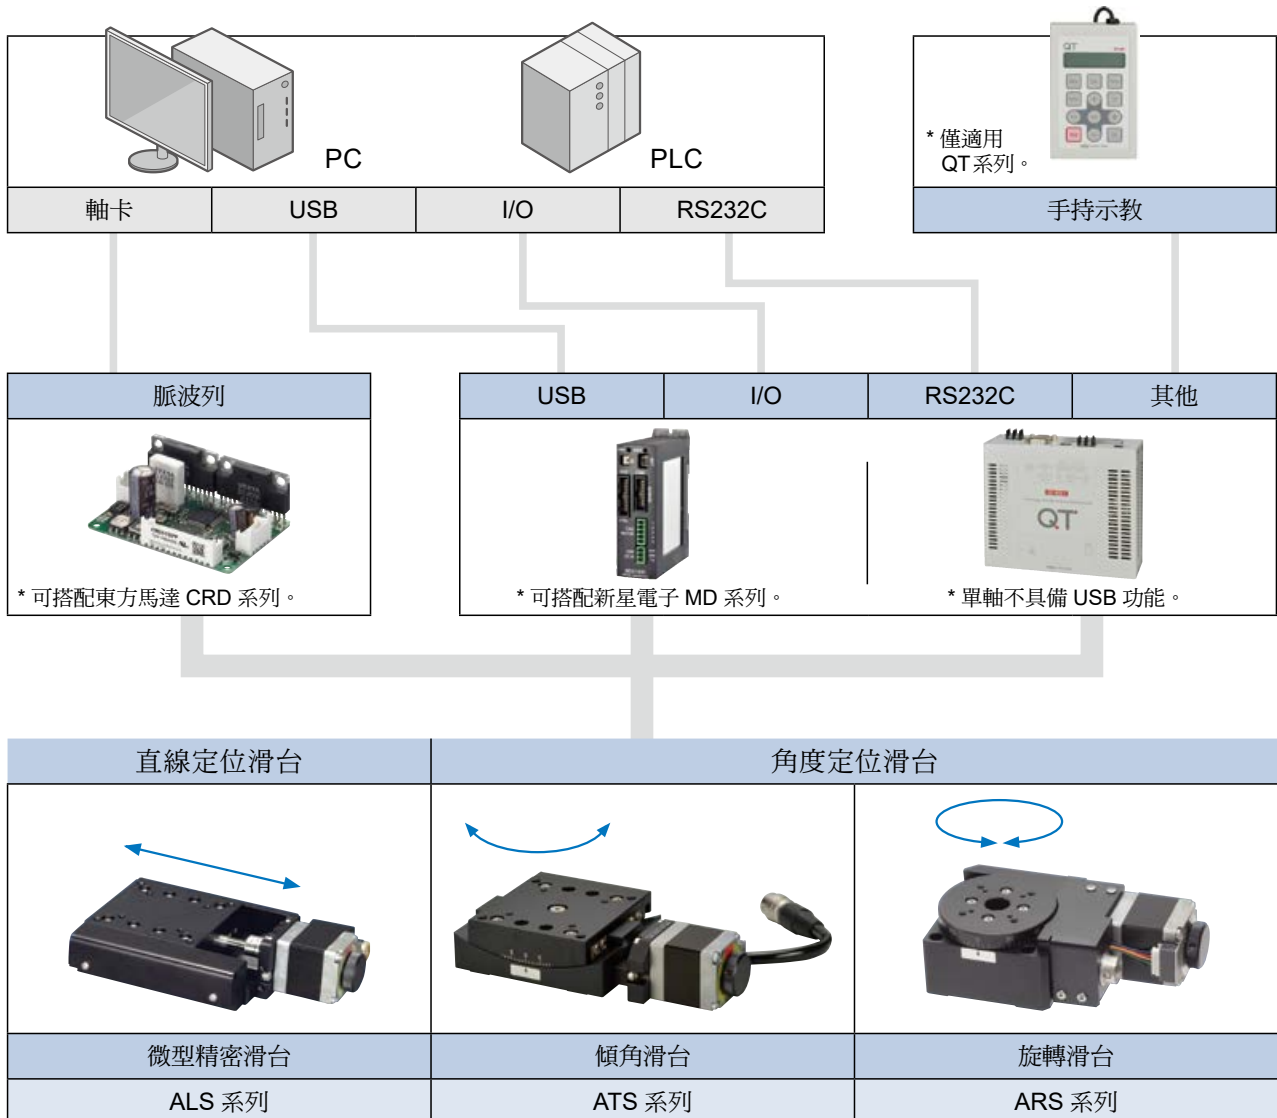 PC
PLC
QT
* 僅適用
QT系列。
軸卡
USB
I/O
RS232C
手持示教
脈波列
USB
I/O
RS232C
其他
QT
* 可搭配東方馬達 CRD 系列。
* 可搭配新星電子 MD 系列。
* 單軸不具備 USB 功能。
直線定位滑台
角度定位滑台
微型精密滑台
傾角滑台
旋轉滑台
ALS 系列
ATS 系列
ARS 系列